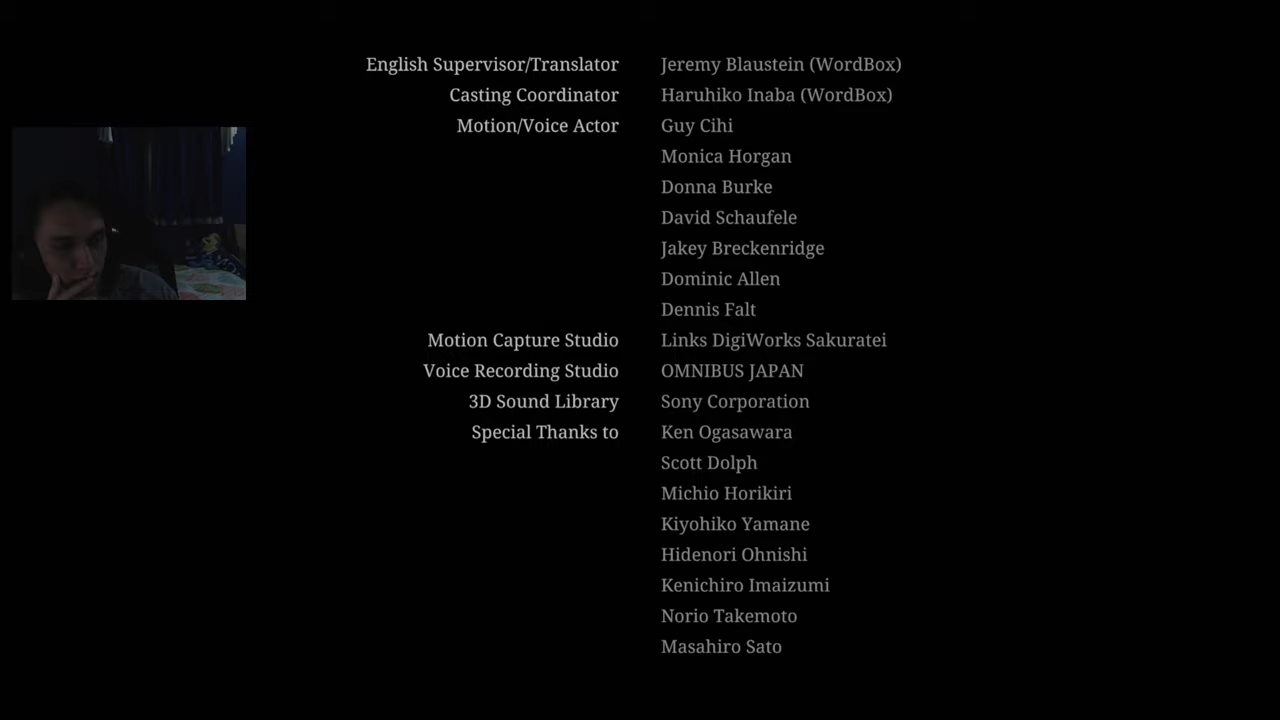 English Supervisor/Translator Jeremy Blaustein (WordBox)
Casting Coordinator Haruhiko Inaba (WordBox)
Motion/Voice Actor Guy Cihi
Monica Horgan
Donna Burke
David Schaufele
Jakey Breckenridge
Dominic Allen
Dennis Falt
Motion Capture Studio Links DigiWorks Sakuratei
Voice Recording Studio OMNIBUS JAPAN
3D Sound Library Sony Corporation
Special Thanks to Ken Ogasawara
Scott Dolph
Michio Horikiri
Kiyohiko Yamane
Hidenori Ohnishi
Kenichiro Imaizumi
Norio Takemoto
Masahiro Sato